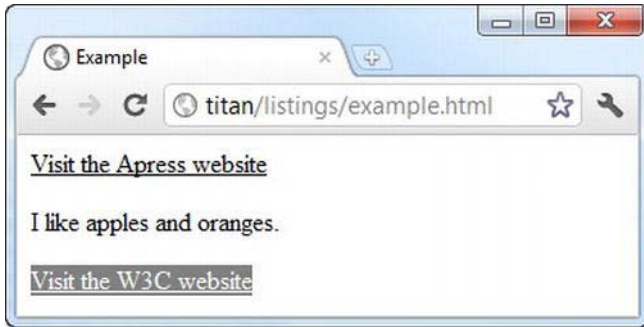 Example
titan/listings/example.html
Visit the Apress website
I like apples and oranges.
Visit the W3C website